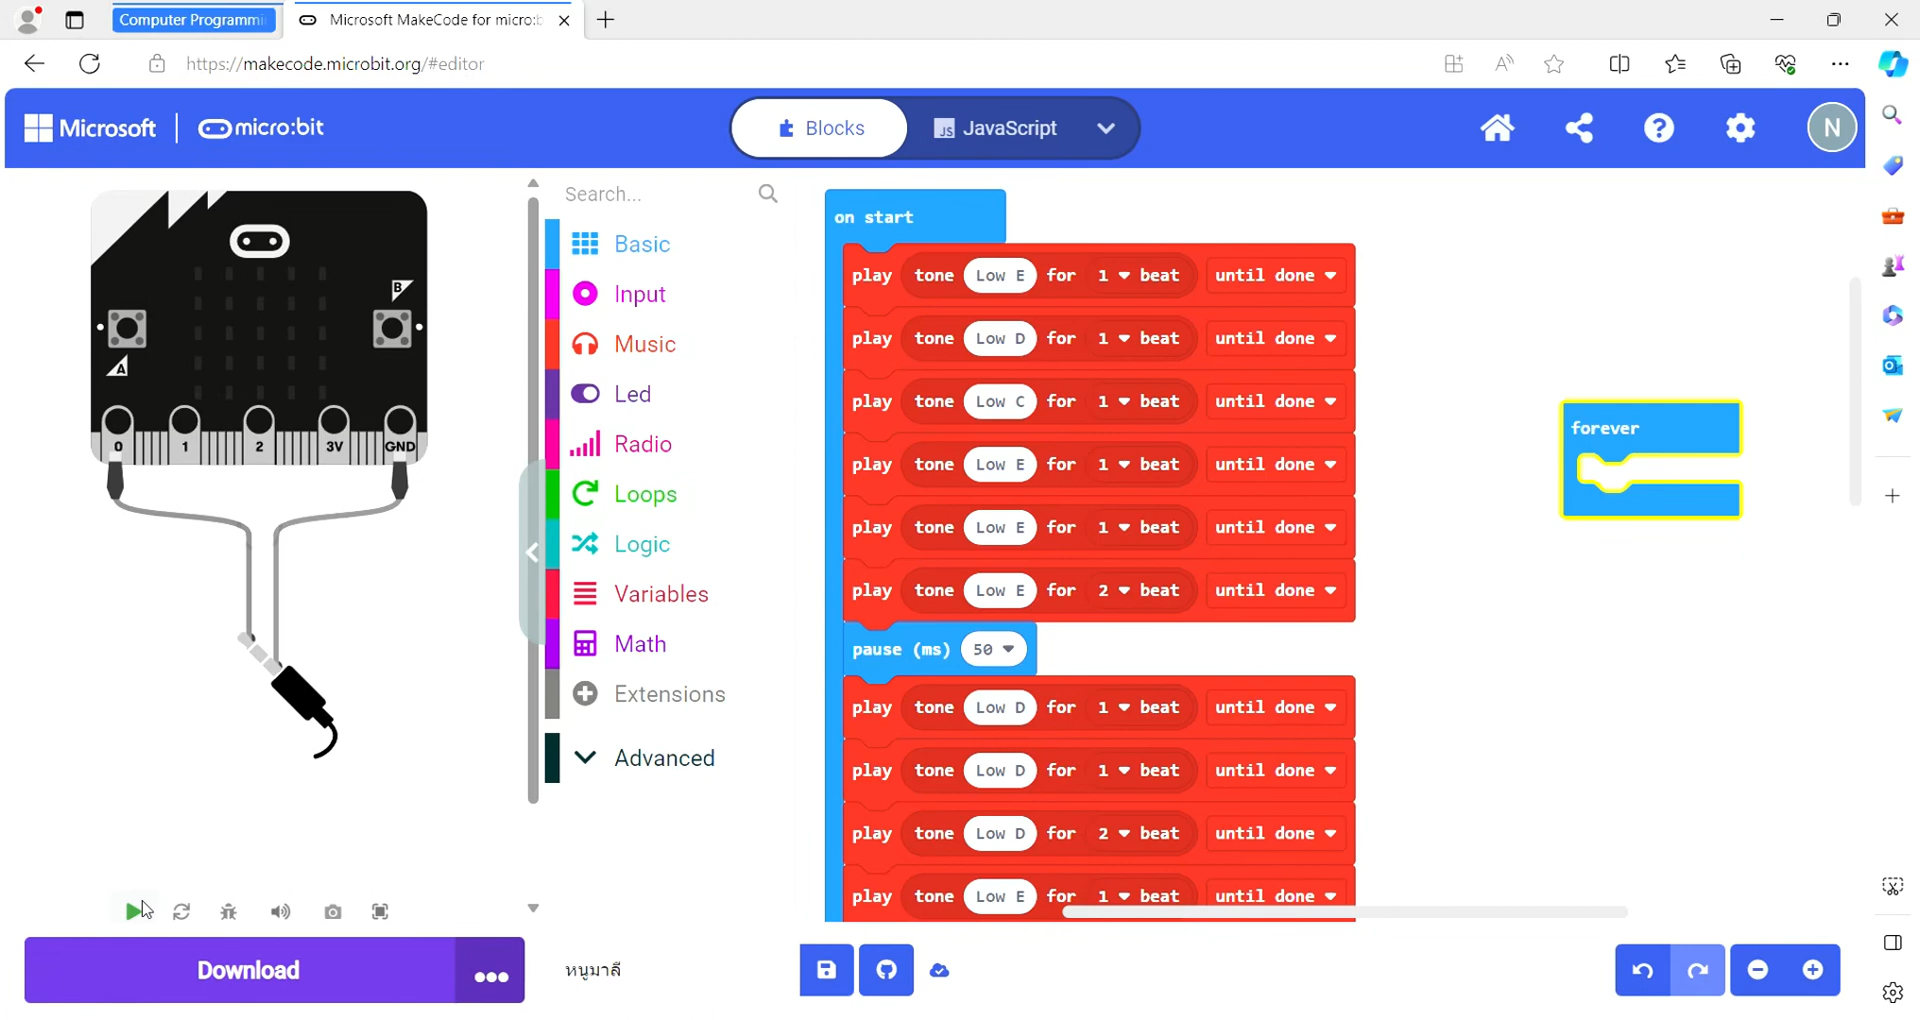 Computer Programmi
Microsoft MakeCode for micro:b
https://makecode.microbit.org/#editor
Microsoft
micro:bit
Blocks
JS JavaScript
N
B
A
0 1 2 3V GND
Search...
Basic
Input
Music
Led
Radio
Loops
Logic
Variables
Math
Extensions
Advanced
on start
play tone Low E for 1 beat until done
play tone Low D for 1 beat until done
play tone Low C for 1 beat until done
play tone Low E for 1 beat until done
play tone Low E for 1 beat until done
play tone Low E for 2 beat until done
pause (ms) 50
play tone Low D for 1 beat until done
play tone Low D for 1 beat until done
play tone Low D for 2 beat until done
play tone Low E for 1 beat until done
forever
Download
หนูมาลี